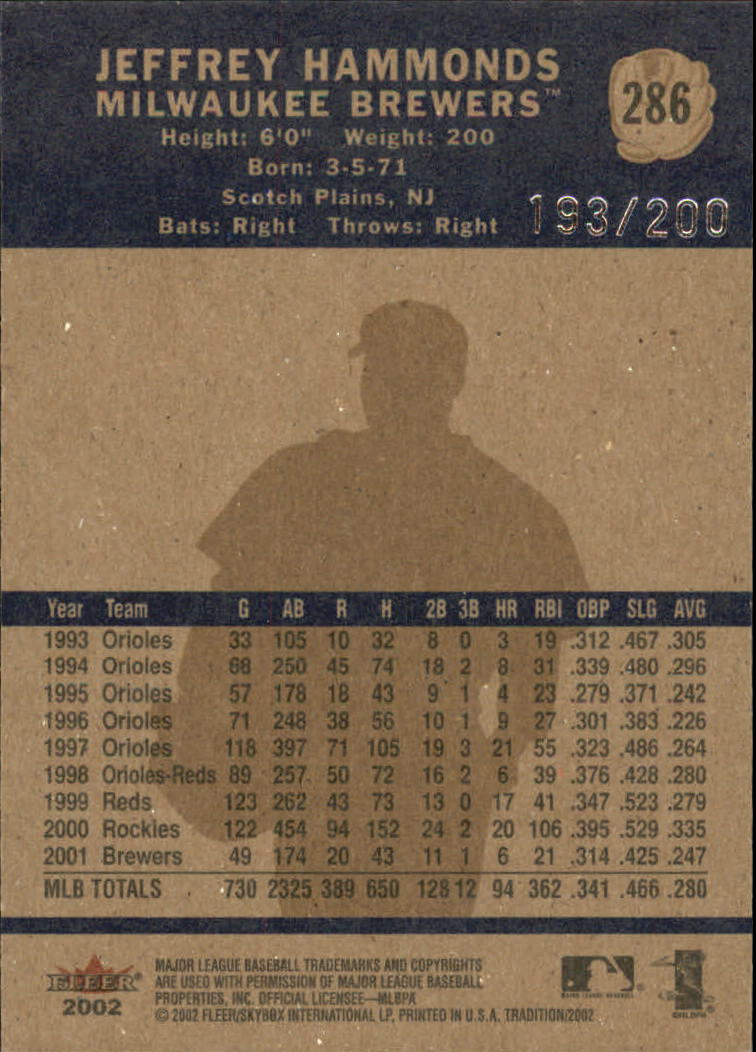 JEFFREY HAMMONDS
MILWAUKEE BREWERS™
286
Height: 6'0" Weight: 200
Born: 3-5-71
Scotch Plains, NJ
Bats: Right Throws: Right
193/200
Year Team G AB R H 2B 3B HR RBI OBP SLG AVG
1993 Orioles 33 105 10 32 8 0 3 19 .312 .467 .305
1994 Orioles 68 250 45 74 18 2 8 31 .339 .480 .296
1995 Orioles 57 178 18 43 9 1 4 23 .279 .371 .242
1996 Orioles 71 248 38 56 10 1 9 27 .301 .383 .226
1997 Orioles 118 397 71 105 19 3 21 55 .323 .486 .264
1998 Orioles-Reds 89 257 50 72 16 2 6 39 .376 .428 .280
1999 Reds 123 262 43 73 13 0 17 41 .347 .523 .279
2000 Rockies 122 454 94 152 24 2 20 106 .395 .529 .335
2001 Brewers 49 174 20 43 11 1 6 21 .314 .425 .247
MLB TOTALS 730 2325 389 650 128 12 94 362 .341 .466 .280
FLEER®
2002
MAJOR LEAGUE BASEBALL TRADEMARKS AND COPYRIGHTS
ARE USED WITH PERMISSION OF MAJOR LEAGUE BASEBALL
PROPERTIES, INC. OFFICIAL LICENSEE—MLBPA
© 2002 FLEER/SKYBOX INTERNATIONAL LP, PRINTED IN U.S.A. TRADITION/2002
MAJOR LEAGUE BASEBALL